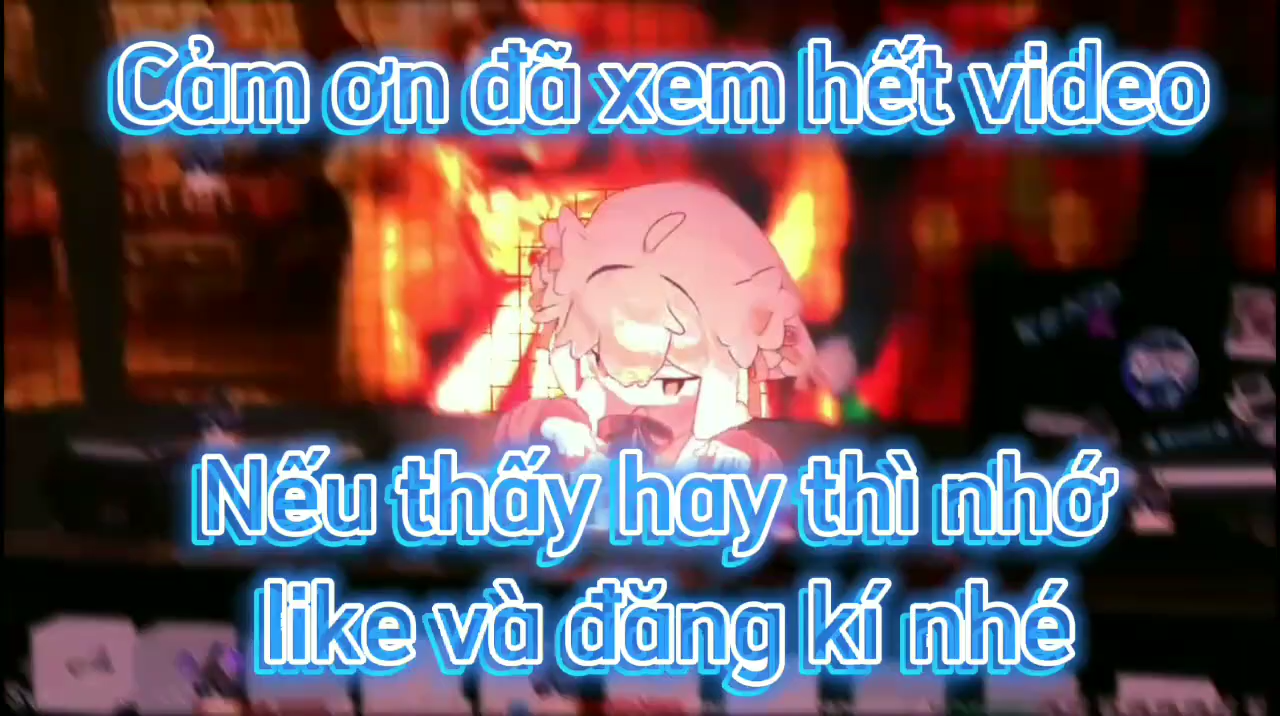 Cảm ơn đã xem hết video
Nếu thấy hay thì nhớ
like và đăng kí nhé